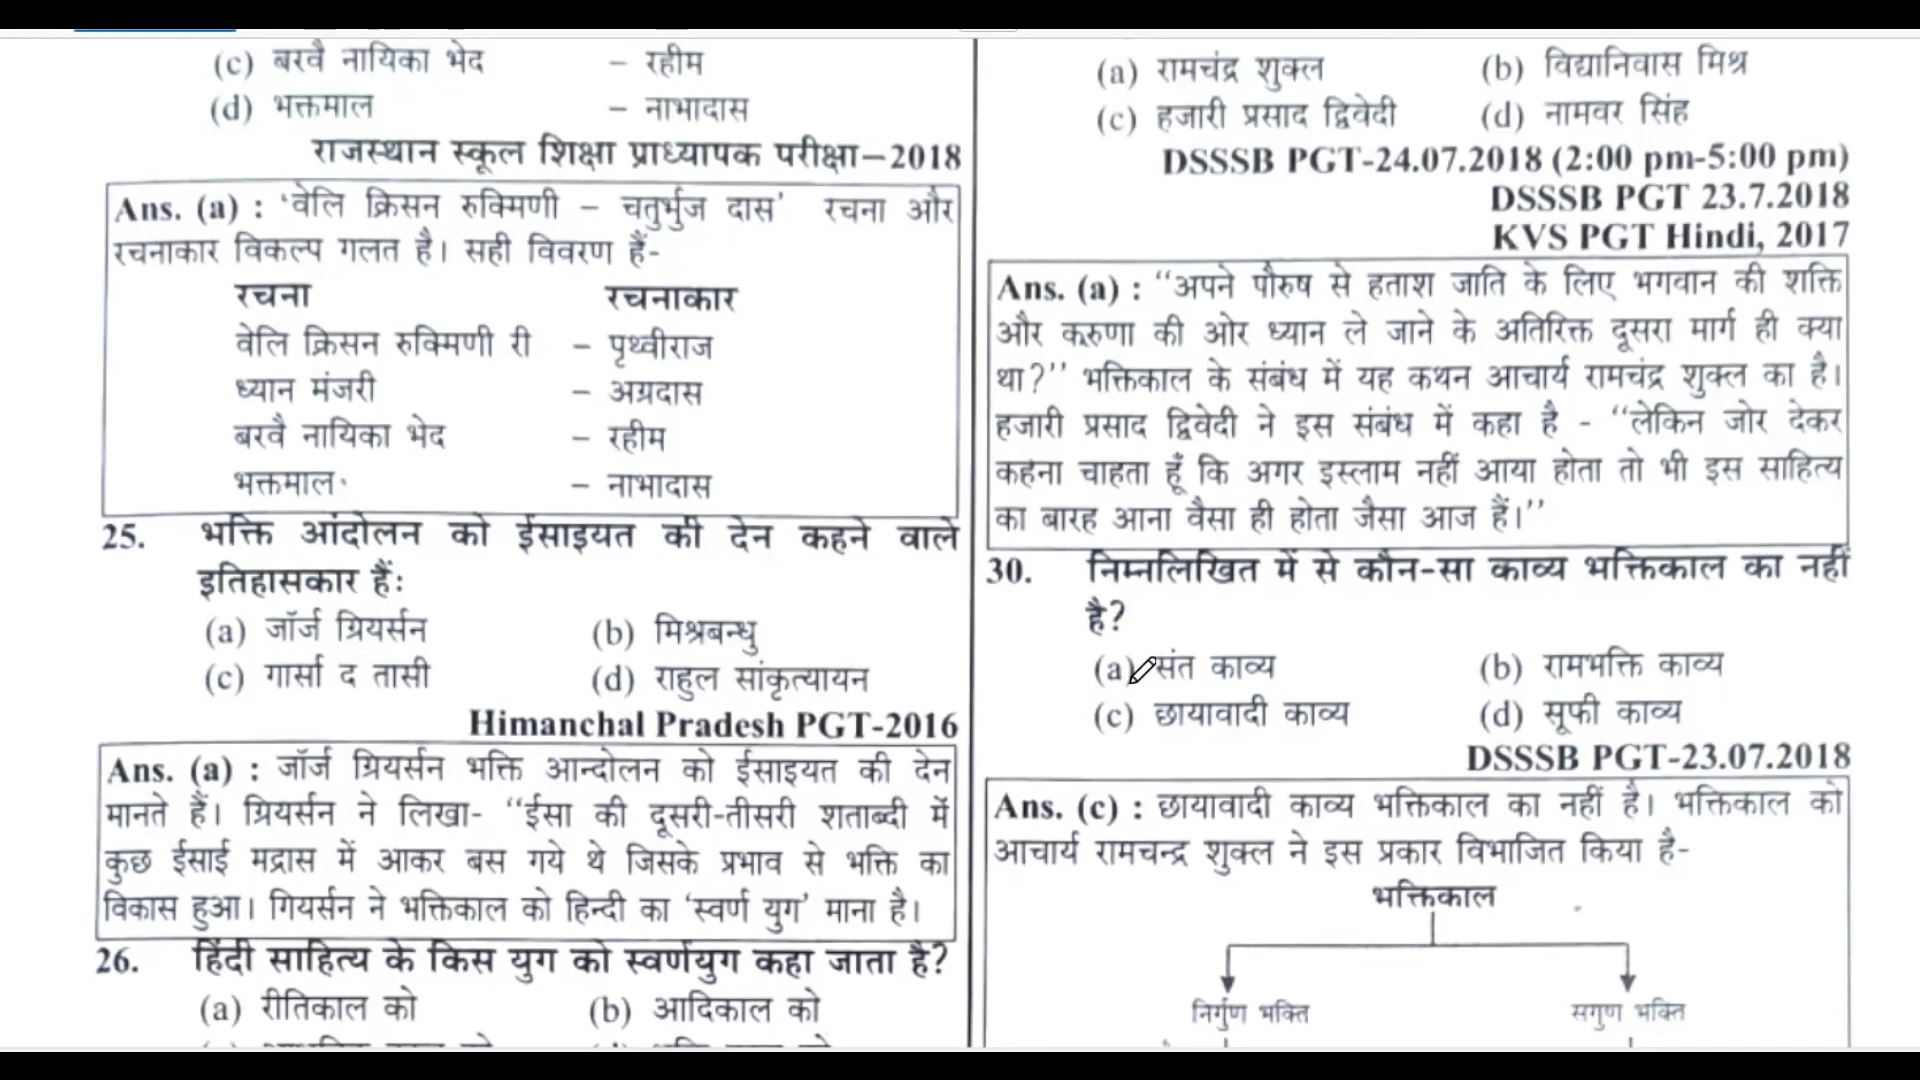 (c) बरवै नायिका भेद – रहीम
(d) भक्तमाल – नाभादास
राजस्थान स्कूल शिक्षा प्राध्यापक परीक्षा–2018
Ans. (a) : 'वेलि क्रिसन रुक्मिणी – चतुर्भुज दास' रचना और
रचनाकार विकल्प गलत है। सही विवरण हैं-
रचना रचनाकार
वेलि क्रिसन रुक्मिणी री – पृथ्वीराज
ध्यान मंजरी – अग्रदास
बरवै नायिका भेद – रहीम
भक्तमाल – नाभादास
25. भक्ति आंदोलन को ईसाइयत की देन कहने वाले
इतिहासकार हैं:
(a) जॉर्ज ग्रियर्सन (b) मिश्रबन्धु
(c) गार्सा द तासी (d) राहुल सांकृत्यायन
Himanchal Pradesh PGT-2016
Ans. (a) : जॉर्ज ग्रियर्सन भक्ति आन्दोलन को ईसाइयत की देन
मानते हैं। ग्रियर्सन ने लिखा- “ईसा की दूसरी-तीसरी शताब्दी में
कुछ ईसाई मद्रास में आकर बस गये थे जिसके प्रभाव से भक्ति का
विकास हुआ। गियर्सन ने भक्तिकाल को हिन्दी का 'स्वर्ण युग' माना है।
26. हिंदी साहित्य के किस युग को स्वर्णयुग कहा जाता है?
(a) रीतिकाल को (b) आदिकाल को
(a) रामचंद्र शुक्ल (b) विद्यानिवास मिश्र
(c) हजारी प्रसाद द्विवेदी (d) नामवर सिंह
DSSSB PGT-24.07.2018 (2:00 pm-5:00 pm)
DSSSB PGT 23.7.2018
KVS PGT Hindi, 2017
Ans. (a) : “अपने पौरुष से हताश जाति के लिए भगवान की शक्ति
और करुणा की ओर ध्यान ले जाने के अतिरिक्त दूसरा मार्ग ही क्या
था?” भक्तिकाल के संबंध में यह कथन आचार्य रामचंद्र शुक्ल का है।
हजारी प्रसाद द्विवेदी ने इस संबंध में कहा है - “लेकिन जोर देकर
कहना चाहता हूँ कि अगर इस्लाम नहीं आया होता तो भी इस साहित्य
का बारह आना वैसा ही होता जैसा आज हैं।”
30. निम्नलिखित में से कौन-सा काव्य भक्तिकाल का नहीं
है?
(a) संत काव्य (b) रामभक्ति काव्य
(c) छायावादी काव्य (d) सूफी काव्य
DSSSB PGT-23.07.2018
Ans. (c) : छायावादी काव्य भक्तिकाल का नहीं है। भक्तिकाल को
आचार्य रामचन्द्र शुक्ल ने इस प्रकार विभाजित किया है-
भक्तिकाल
निर्गुण भक्ति सगुण भक्ति